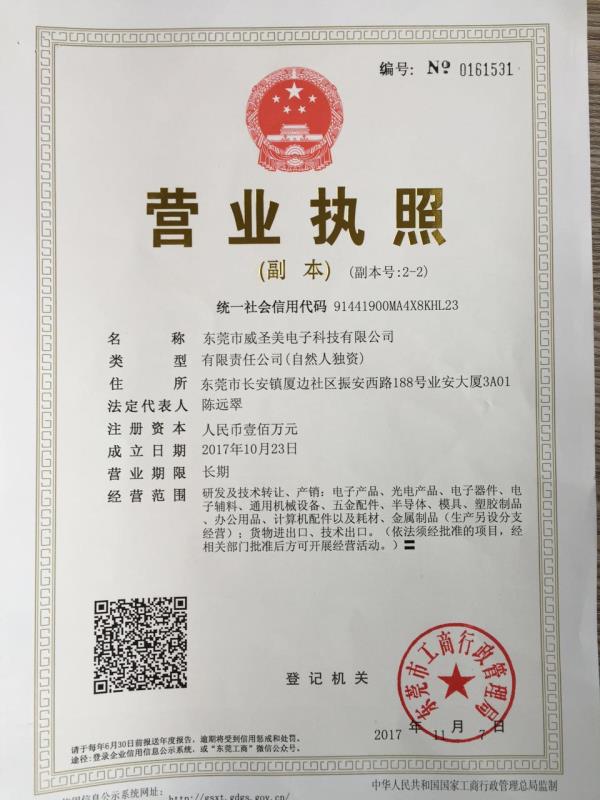 编号: № 0161531
营业执照
(副 本) (副本号:2-2)
统一社会信用代码 91441900MA4X8KHL23
名 称 东莞市威圣美电子科技有限公司
类 型 有限责任公司(自然人独资)
住 所 东莞市长安镇厦边社区振安西路188号业安大厦3A01
法定代表人 陈远翠
注册资本 人民币壹佰万元
成立日期 2017年10月23日
营业期限 长期
经营范围 研发及技术转让、产销：电子产品、光电产品、电子器件、电
子辅料、通用机械设备、五金配件、半导体、模具、塑胶制品
、办公用品、计算机配件以及耗材、金属制品（生产另设分支
经营）；货物进出口、技术出口。（依法须经批准的项目，经
相关部门批准后方可开展经营活动。）〓
登记机关
东莞市工商行政管理局
2017 年 11 月 7 日
请于每年6月30日前报送年度报告，逾期将受到信用惩戒和处罚。
途径：登录企业信用信息公示系统，或“东莞工商”微信公众号。
信用信息公示系统网址: http://gsxt.gdgs.gov.cn/
中华人民共和国国家工商行政管理总局监制